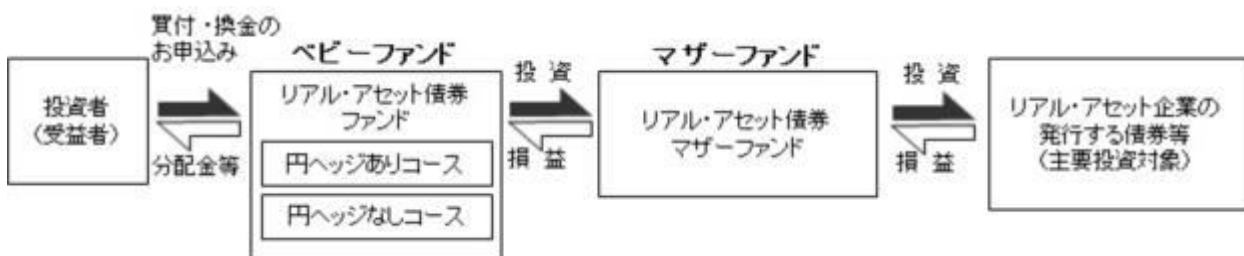 買付・換金の
お申込み
投資者
(受益者)
分配金等
ベビーファンド
リアル・アセット債券
ファンド
円ヘッジありコース
円ヘッジなしコース
投資
損益
マザーファンド
リアル・アセット債券
マザーファンド
投資
損益
リアル・アセット企業の
発行する債券等
(主要投資対象)